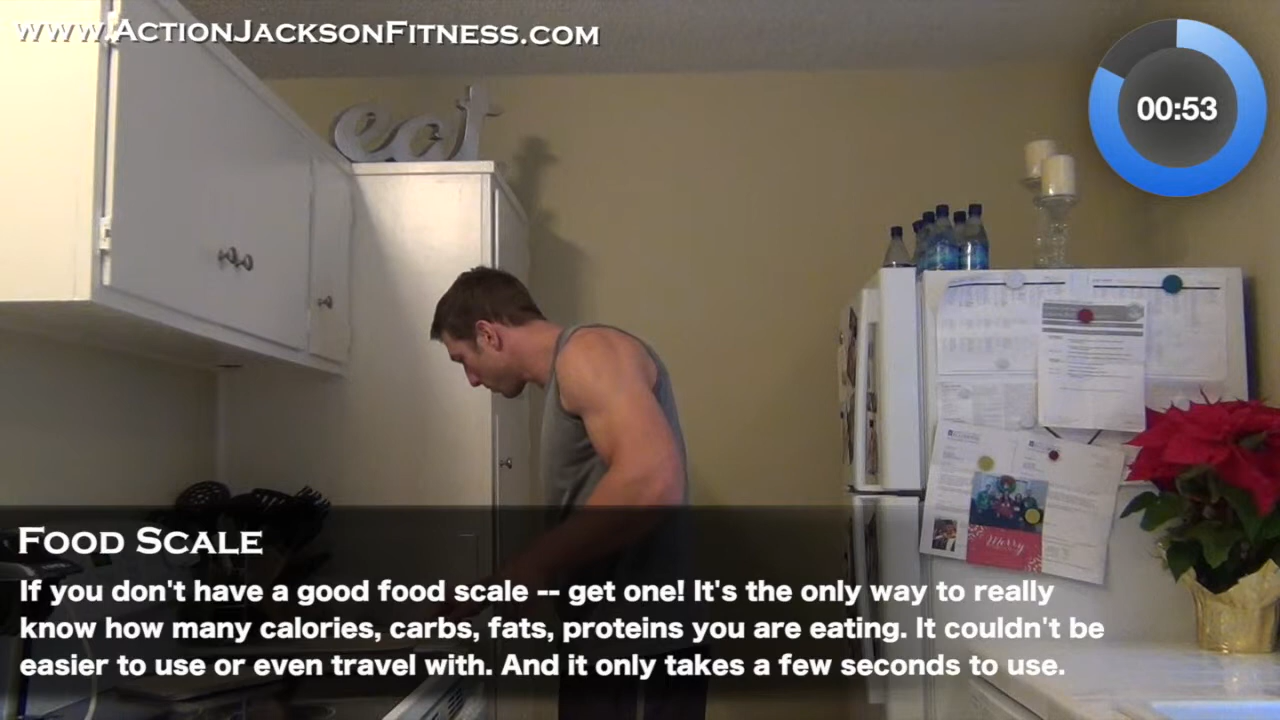 www.ActionJacksonFitness.com
00:53
eat
Food Scale
If you don't have a good food scale -- get one! It's the only way to really
know how many calories, carbs, fats, proteins you are eating. It couldn't be
easier to use or even travel with. And it only takes a few seconds to use.
Merry